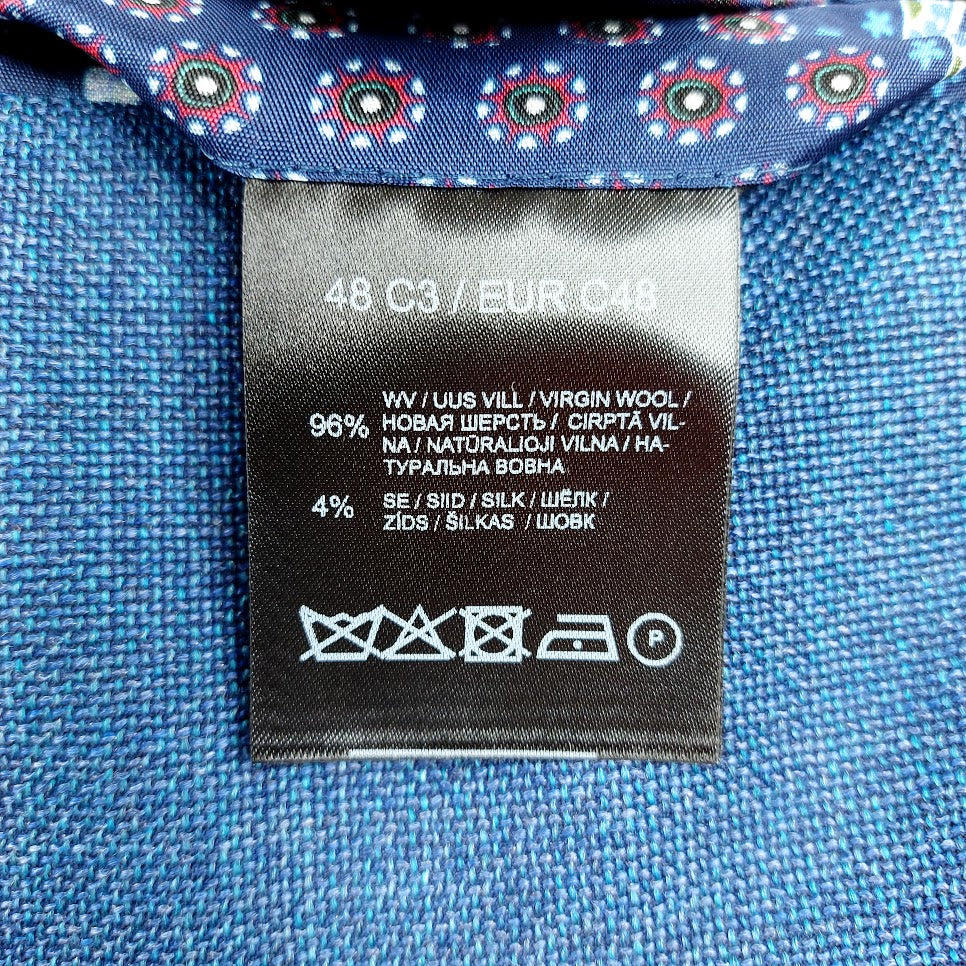 48 C3 / EUR C48
96% WV / UUS VILL / VIRGIN WOOL /
НОВАЯ ШЕРСТЬ / CIRPTĀ VIL-
NA / NATŪRALIOJI VILNA / НА-
ТУРАЛЬНА ВОВНА
4% SE / SIID / SILK / ШЁЛК /
ZĪDS / ŠILKAS / ШОВК
P